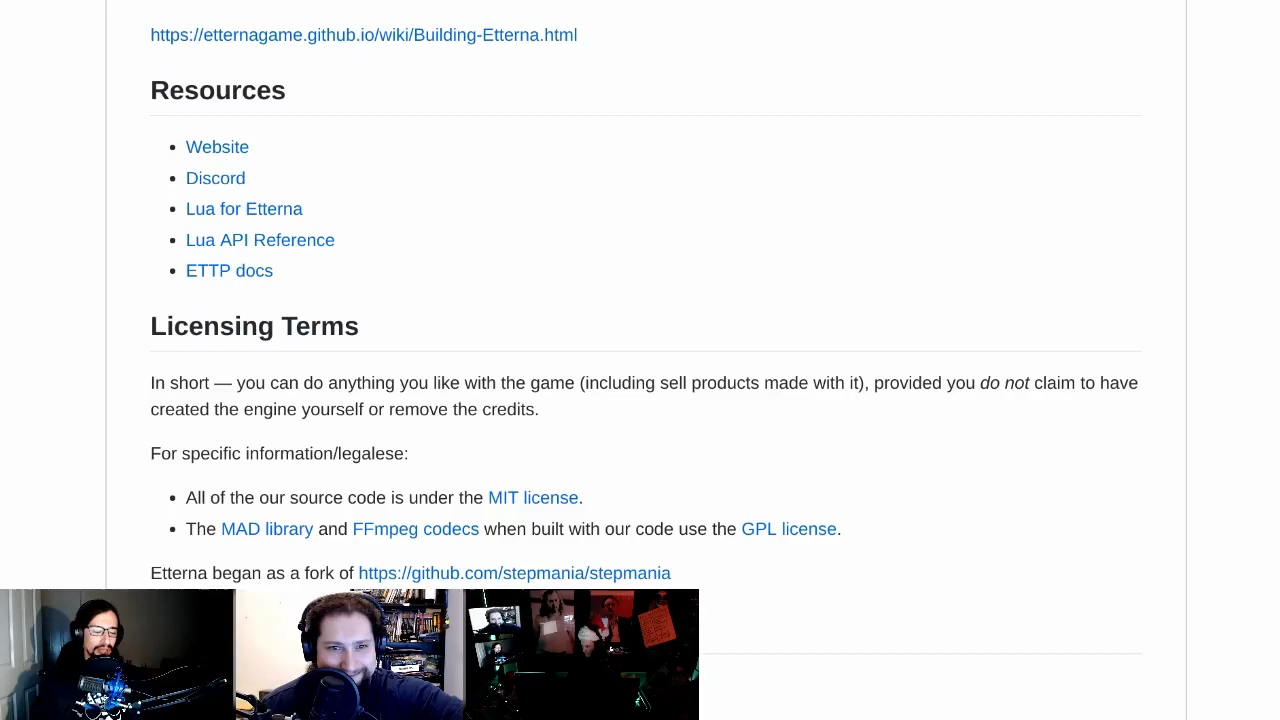 https://etternagame.github.io/wiki/Building-Etterna.html
Resources
Website
Discord
Lua for Etterna
Lua API Reference
ETTP docs
Licensing Terms
In short — you can do anything you like with the game (including sell products made with it), provided you do not claim to have
created the engine yourself or remove the credits.
For specific information/legalese:
All of the our source code is under the MIT license.
The MAD library and FFmpeg codecs when built with our code use the GPL license.
Etterna began as a fork of https://github.com/stepmania/stepmania